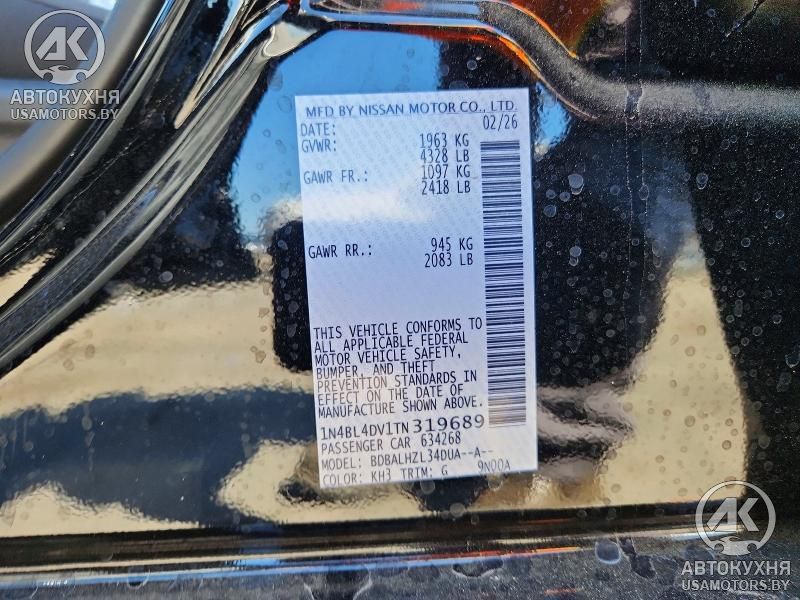 AK
АВТОКУХНЯ
USAMOTORS.BY
MFD BY NISSAN MOTOR CO., LTD.
DATE: 02/26
GVWR: 1963 KG
4328 LB
GAWR FR.: 1097 KG
2418 LB
GAWR RR.: 945 KG
2083 LB
THIS VEHICLE CONFORMS TO
ALL APPLICABLE FEDERAL
MOTOR VEHICLE SAFETY,
BUMPER, AND THEFT
PREVENTION STANDARDS IN
EFFECT ON THE DATE OF
MANUFACTURE SHOWN ABOVE.
1N4BL4DV1TN319689
PASSENGER CAR 634268
MODEL: BDBALHZL34DUA--A--
COLOR: KH3 TRIM: G 9N00A
AK
АВТОКУХНЯ
USAMOTORS.BY